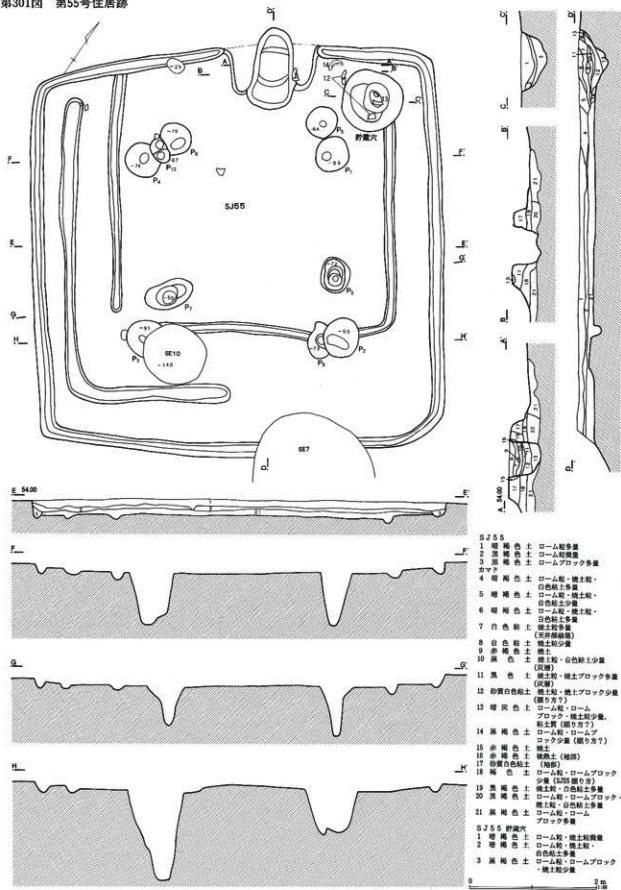 第301図　第55号住居跡
SJ55
貯蔵穴
P₁
P₂
P₃
P₄
P₇
SE10
-140
SE7
E 54.00
E'
F
F'
G
G'
H
H'
A 54.00
SJ55
1 暗褐色土 ローム粒多量
2 黒褐色土 ローム粒微量
3 黒褐色土 ロームブロック多量
カマド
4 暗褐色土 ローム粒・焼土粒・
白色粘土多量
5 暗褐色土 ローム粒・焼土粒・
白色粘土少量
6 暗褐色土 ローム粒・焼土粒・
白色粘土多量
7 白色粘土 焼土粒多量
(天井部崩落)
8 白色粘土 焼土粒少量
9 赤褐色土 焼土
10 黒色土 焼土粒・白色粘土少量
(灰層)
11 黒色土 焼土粒・焼土ブロック多量
(灰層)
12 砂質白色粘土 焼土粒・焼土ブロック少量
(掘り方?)
13 暗灰色土 ローム粒・ローム
ブロック・焼土粒少量、
粘土質(掘り方?)
14 黒褐色土 ローム粒・ロームブ
ロック少量(掘り方?)
15 赤褐色土 焼土
16 赤褐色土 被熱土(袖部)
17 砂質白色粘土 (袖部)
18 褐色土 ローム粒・ロームブロック
少量(SJ55掘り方)
19 黒褐色土 焼土粒・白色粘土多量
20 黒褐色土 ローム粒・ロームブロック・
焼土粒・白色粘土多量
21 黒褐色土 ローム粒・ローム
ブロック多量
SJ55 貯蔵穴
1 暗褐色土 ローム粒・焼土粒微量
2 暗褐色土 ローム粒・焼土粒・
白色粘土多量
3 黒褐色土 ローム粒・ロームブロック
・焼土粒少量
0 2m